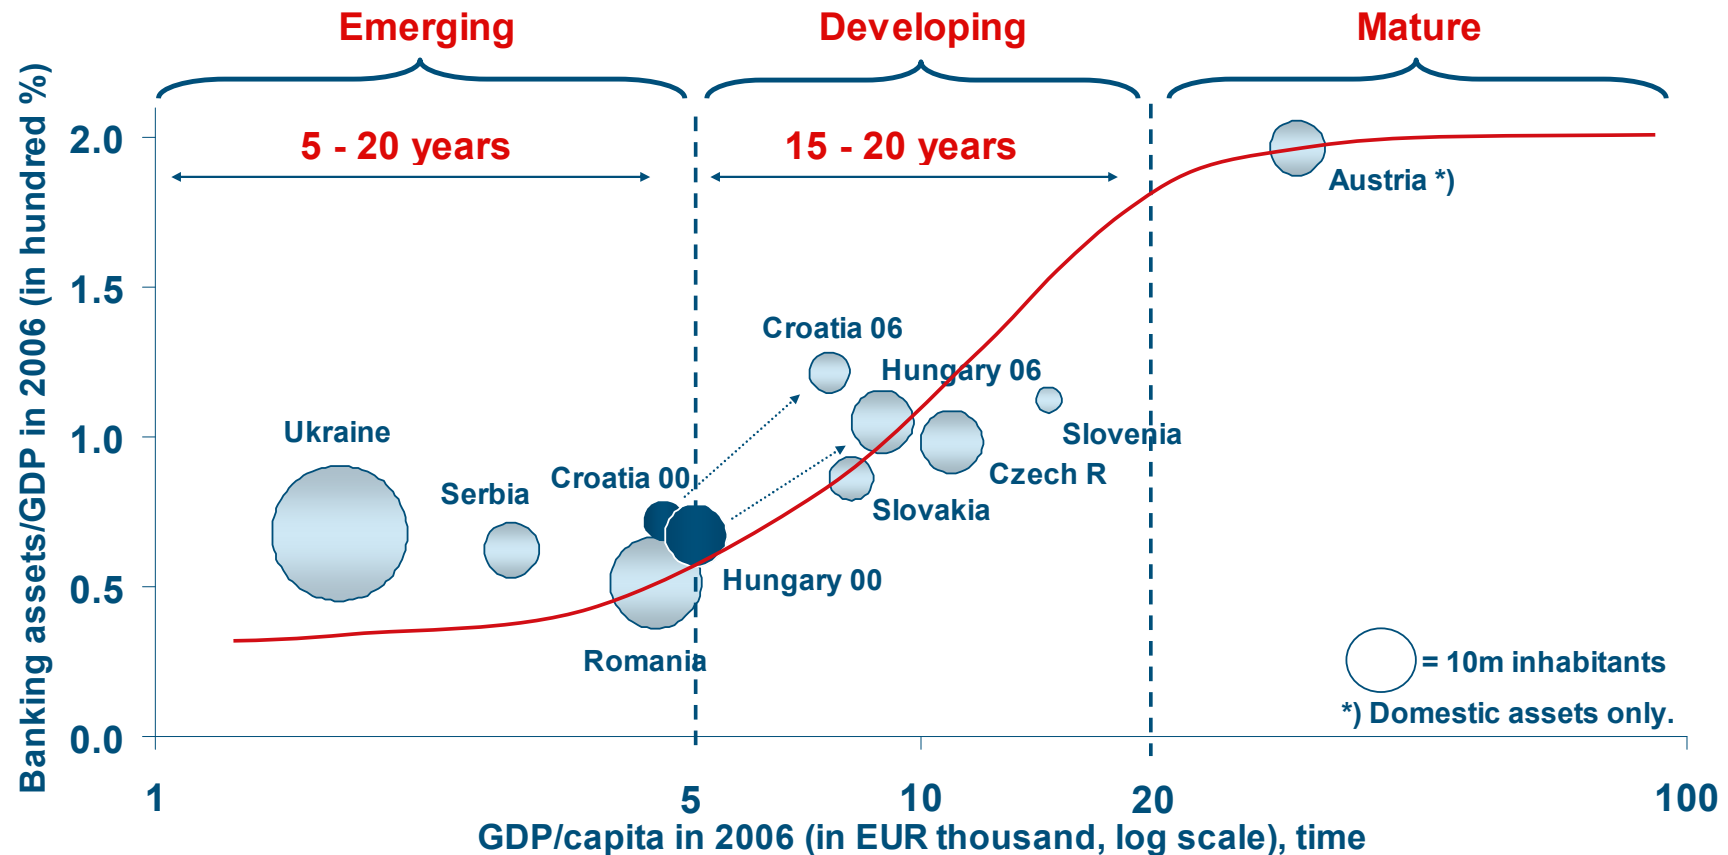 Emerging
Developing
Mature
Banking assets/GDP in 2006 (in hundred %)
2.0
1.5
1.0
0.5
0.0
5 - 20 years
15 - 20 years
Austria *)
Croatia 06
Hungary 06
Ukraine
Slovenia
Croatia 00
Czech R
Serbia
Slovakia
Hungary 00
Romania
= 10m inhabitants
*) Domestic assets only.
1
5
10
20
100
GDP/capita in 2006 (in EUR thousand, log scale), time